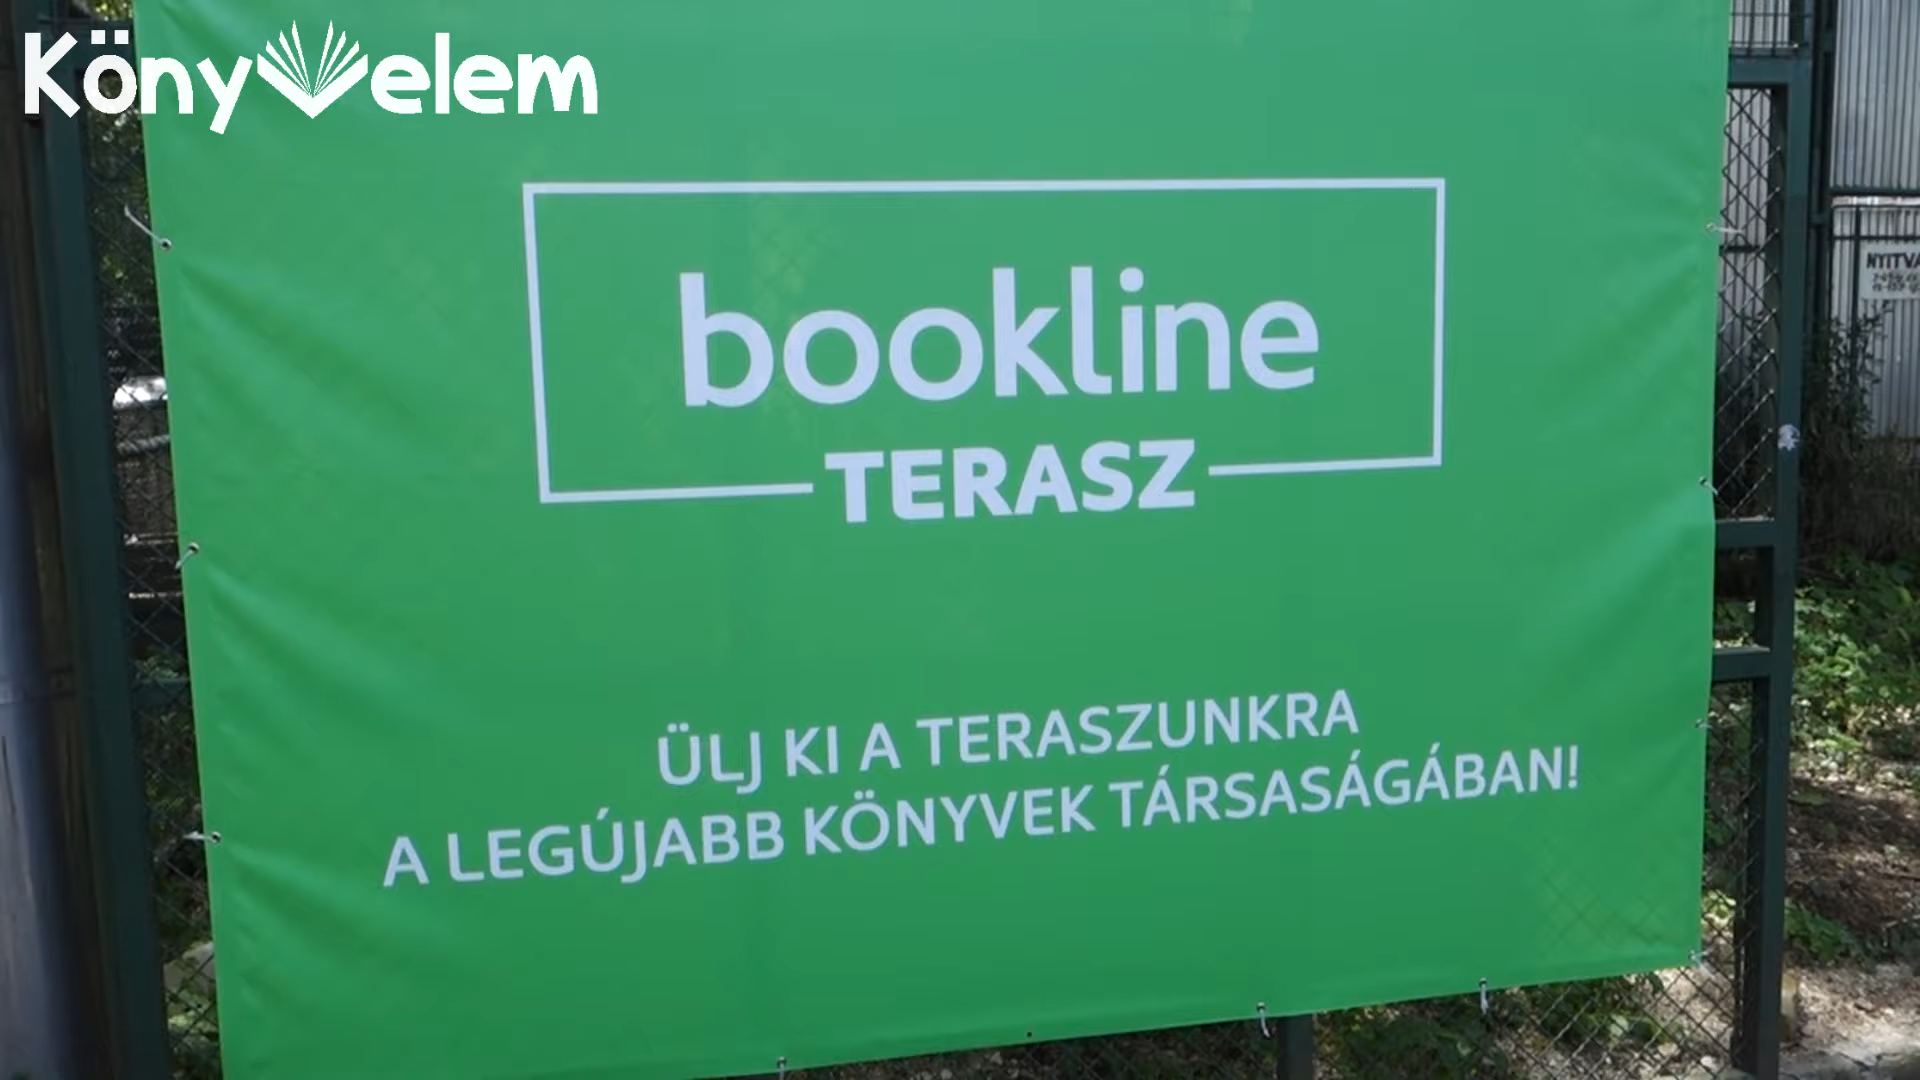 Könyvelem
bookline
TERASZ
ÜLJ KI A TERASZUNKRA
A LEGÚJABB KÖNYVEK TÁRSASÁGÁBAN!